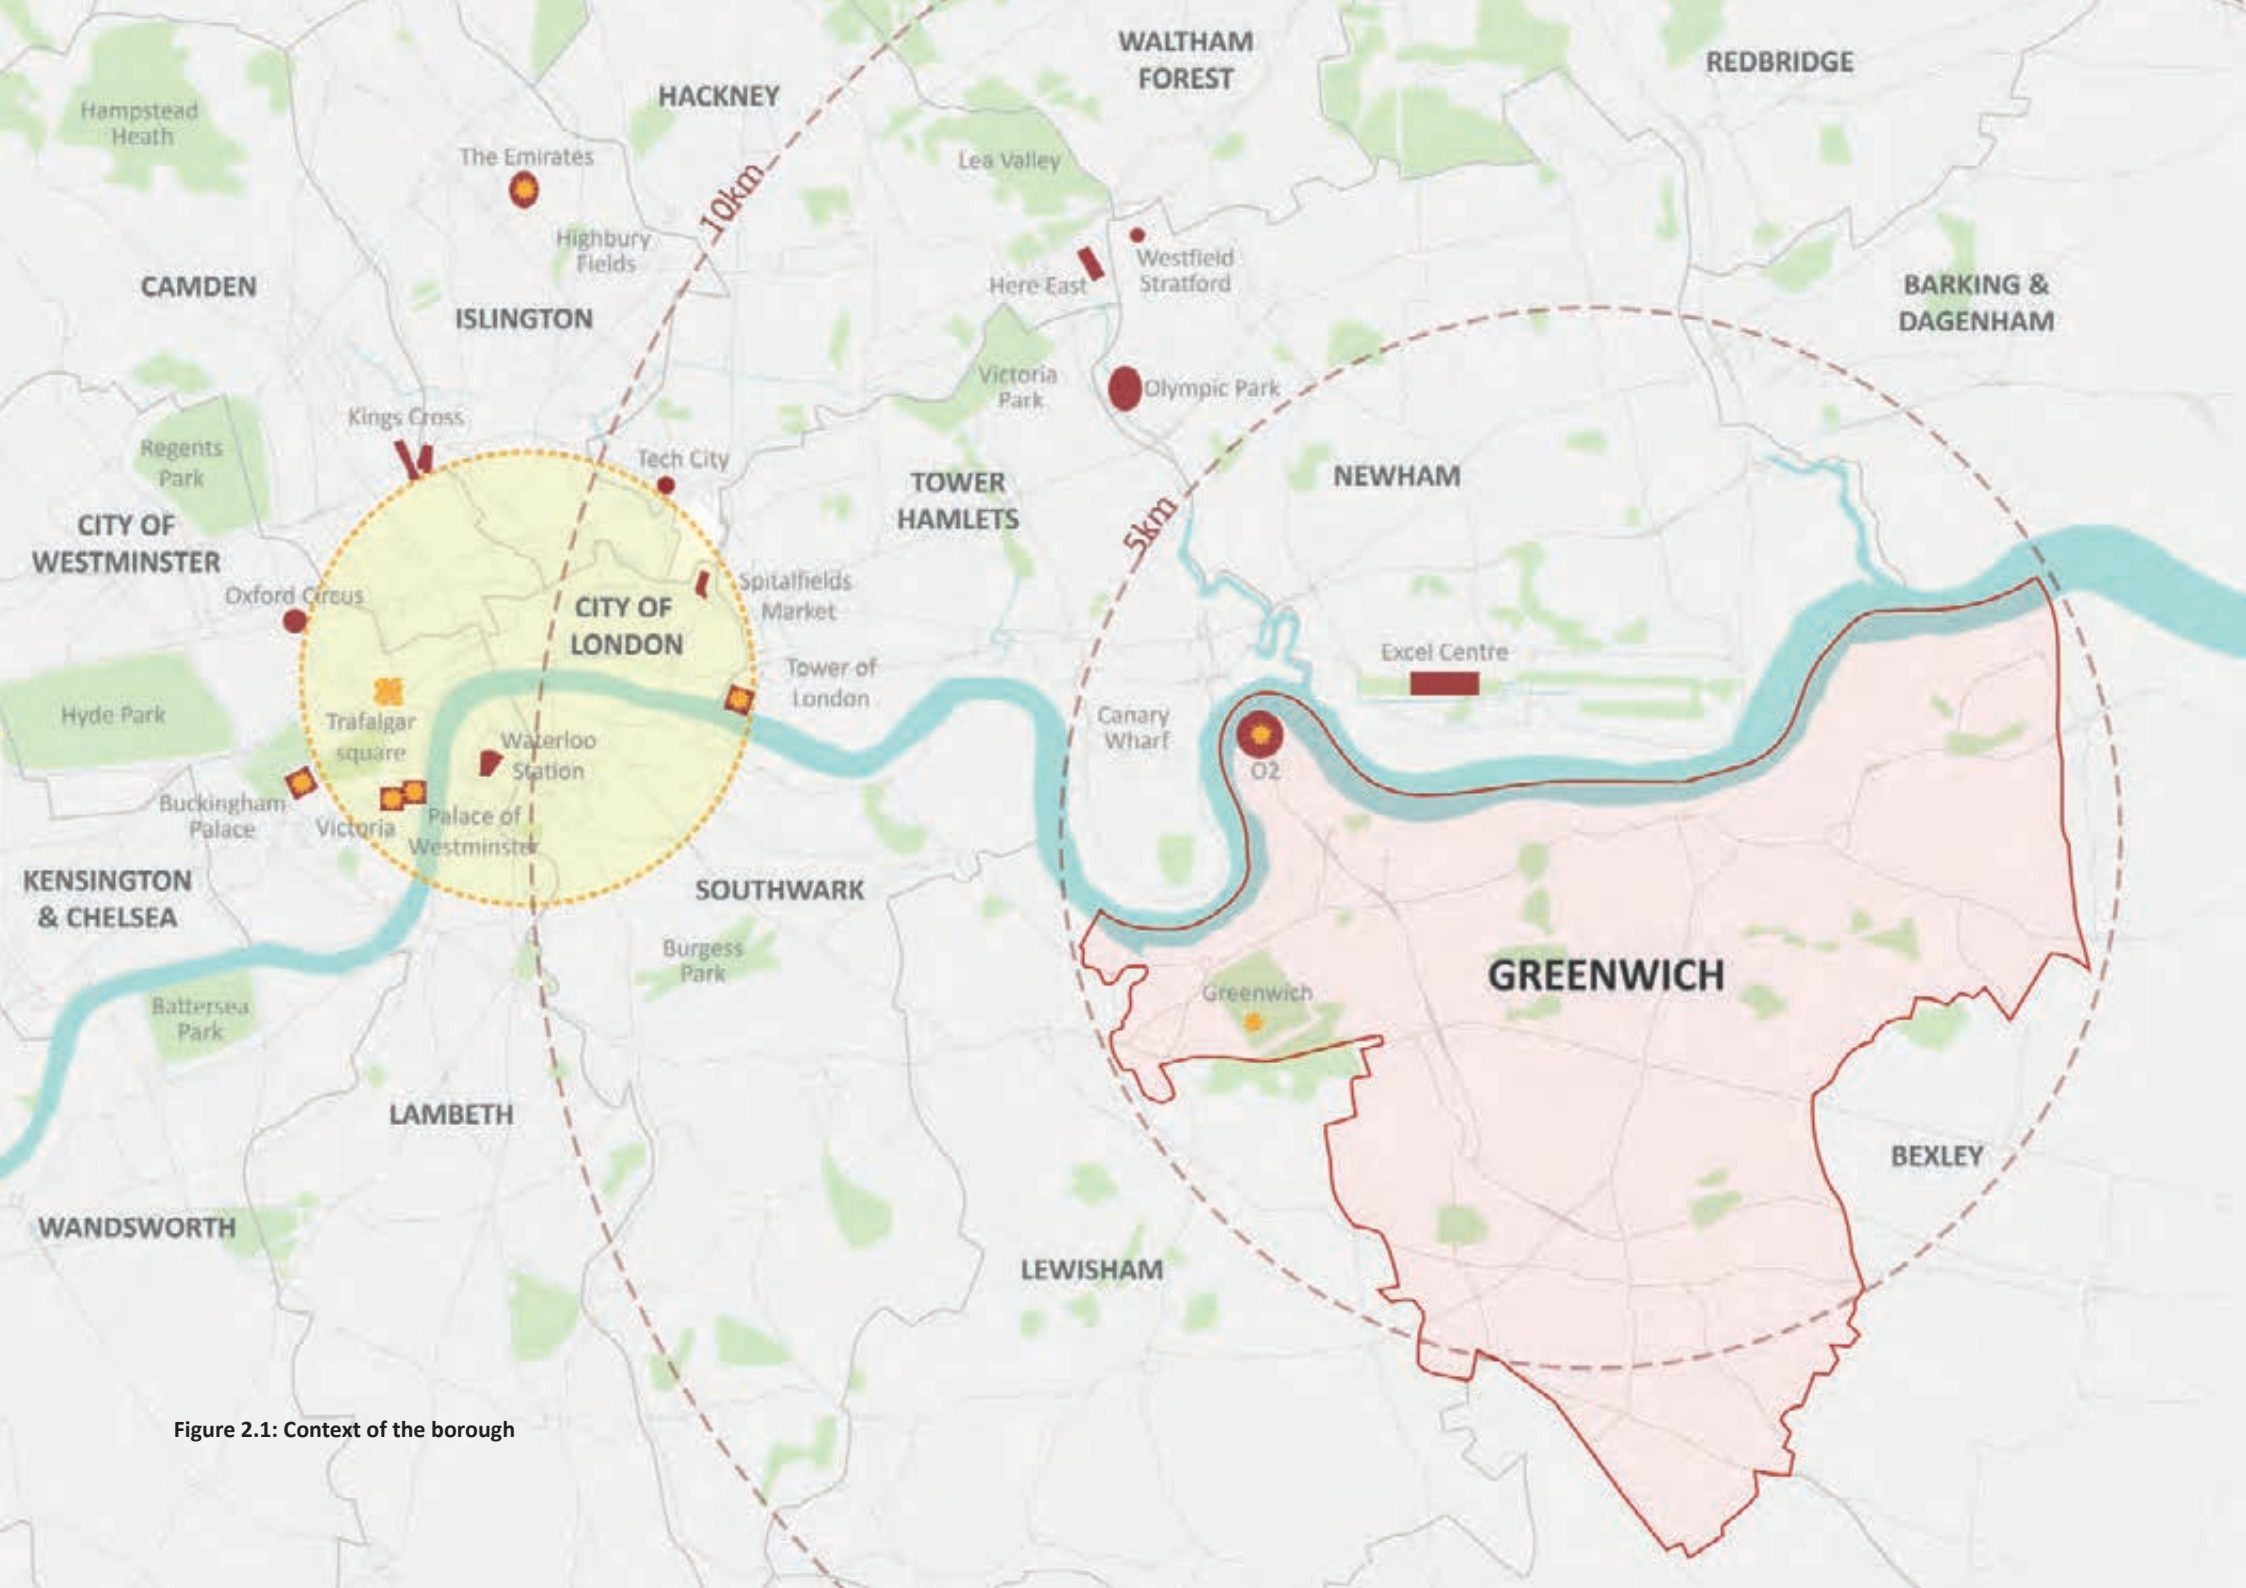 WALTHAM
FOREST
REDBRIDGE
HACKNEY
Hampstead
Heath
The Emirates
Lea Valley
10km
Highbury
Fields
Westfield
Stratford
Here East
CAMDEN
ISLINGTON
BARKING &
DAGENHAM
Victoria
Park
Olympic Park
Kings Cross
Regents
Park
Tech City
TOWER
HAMLETS
NEWHAM
5km
CITY OF
WESTMINSTER
Oxford Circus
CITY OF
LONDON
Spitalfields
Market
Excel Centre
Tower of
London
Hyde Park
Trafalgar
square
Waterloo
Station
Canary
Wharf
O2
Buckingham
Palace
Victoria
Palace of
Westminster
KENSINGTON
& CHELSEA
SOUTHWARK
Burgess
Park
GREENWICH
Greenwich
Battersea
Park
LAMBETH
BEXLEY
WANDSWORTH
LEWISHAM
Figure 2.1: Context of the borough